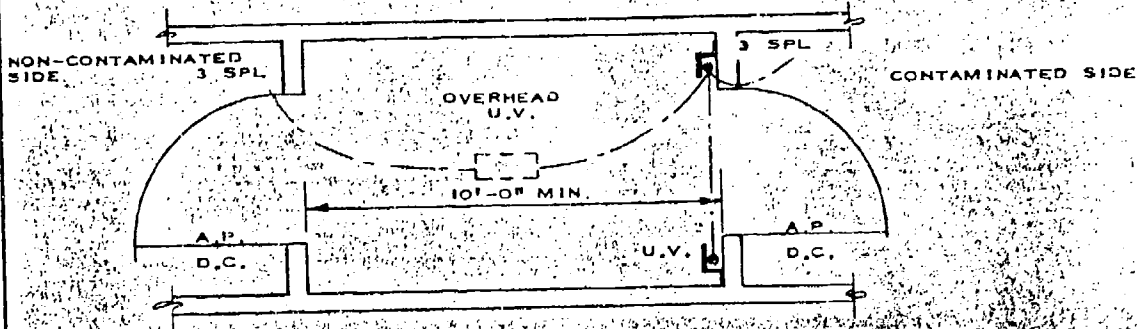 NON-CONTAMINATED
SIDE.
3 SPL
3 SPL
CONTAMINATED SIDE
OVERHEAD
U.V.
10'-0" MIN.
A.P.
D.C.
U.V.
A.P.
D.C.